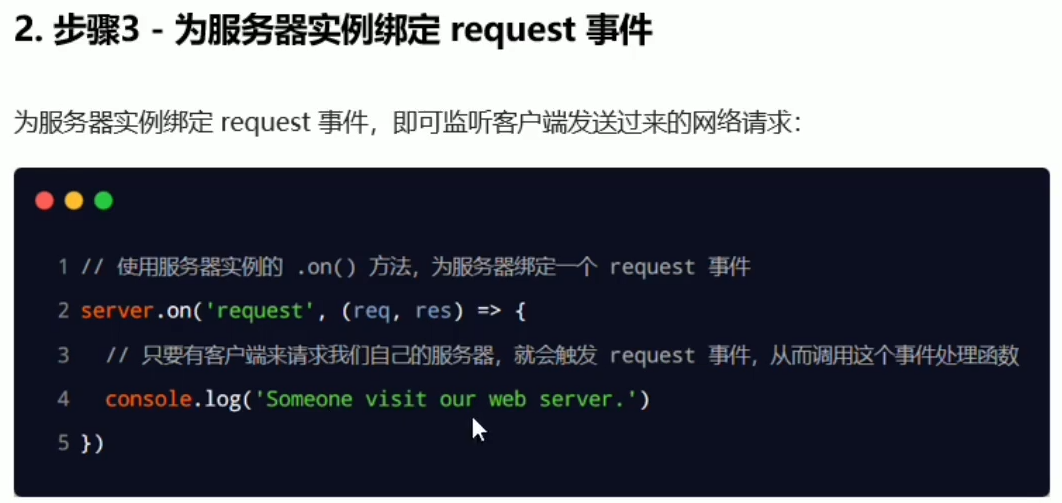 2. 步骤3 - 为服务器实例绑定 request 事件
为服务器实例绑定 request 事件，即可监听客户端发送过来的网络请求：
1 // 使用服务器实例的 .on() 方法，为服务器绑定一个 request 事件
2 server.on('request', (req, res) => {
3   // 只要有客户端来请求我们自己的服务器，就会触发 request 事件，从而调用这个事件处理函数
4   console.log('Someone visit our web server.')
5 })